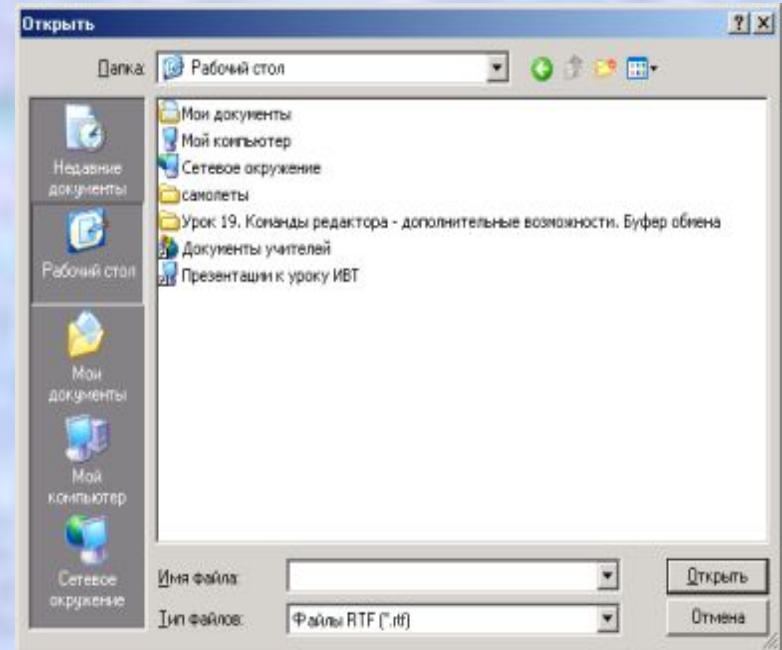 Открыть
Папка: Рабочий стол
Недавние
документы
Рабочий стол
Мои
документы
Мой
компьютер
Сетевое
окружение
Мои документы
Мой компьютер
Сетевое окружение
самолеты
Урок 19. Команды редактора - дополнительные возможности. Буфер обмена
Документы учителей
Презентации к уроку ИВТ
Имя файла:
Открыть
Тип файлов: Файлы RTF (*.rtf)
Отмена